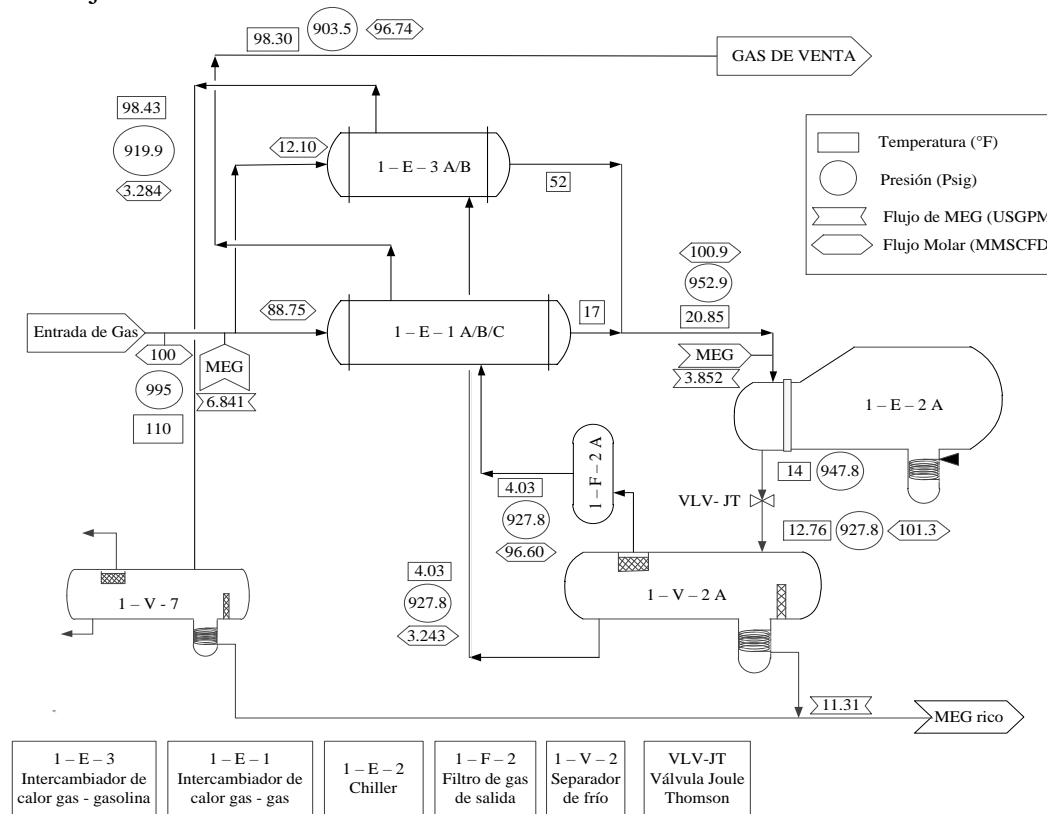 98.30
903.5
96.74
GAS DE VENTA
98.43
919.9
3.284
12.10
1 – E – 3 A/B
52
Temperatura (°F)
Presión (Psig)
Flujo de MEG (USGPM
Flujo Molar (MMSCFD
100.9
952.9
20.85
Entrada de Gas
88.75
1 – E – 1 A/B/C
17
100
995
110
MEG
6.841
MEG
3.852
1 – E – 2 A
14
947.8
1 – F – 2 A
VLV- JT
4.03
927.8
96.60
12.76
927.8
101.3
4.03
927.8
3.243
1 – V - 7
1 – V – 2 A
11.31
MEG rico
1 – E – 3
Intercambiador de
calor gas - gasolina
1 – E – 1
Intercambiador de
calor gas - gas
1 – E – 2
Chiller
1 – F – 2
Filtro de gas
de salida
1 – V – 2
Separador
de frío
VLV-JT
Válvula Joule
Thomson